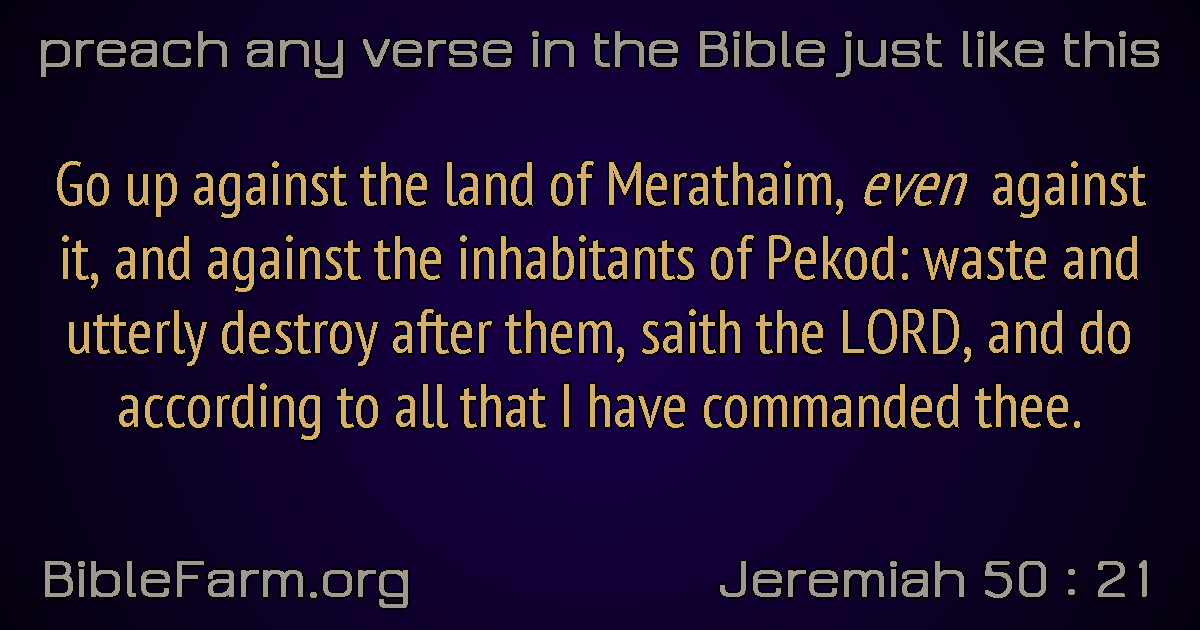 preach any verse in the Bible just like this
Go up against the land of Merathaim, even against
it, and against the inhabitants of Pekod: waste and
utterly destroy after them, saith the LORD, and do
according to all that I have commanded thee.
BibleFarm.org
Jeremiah 50 : 21